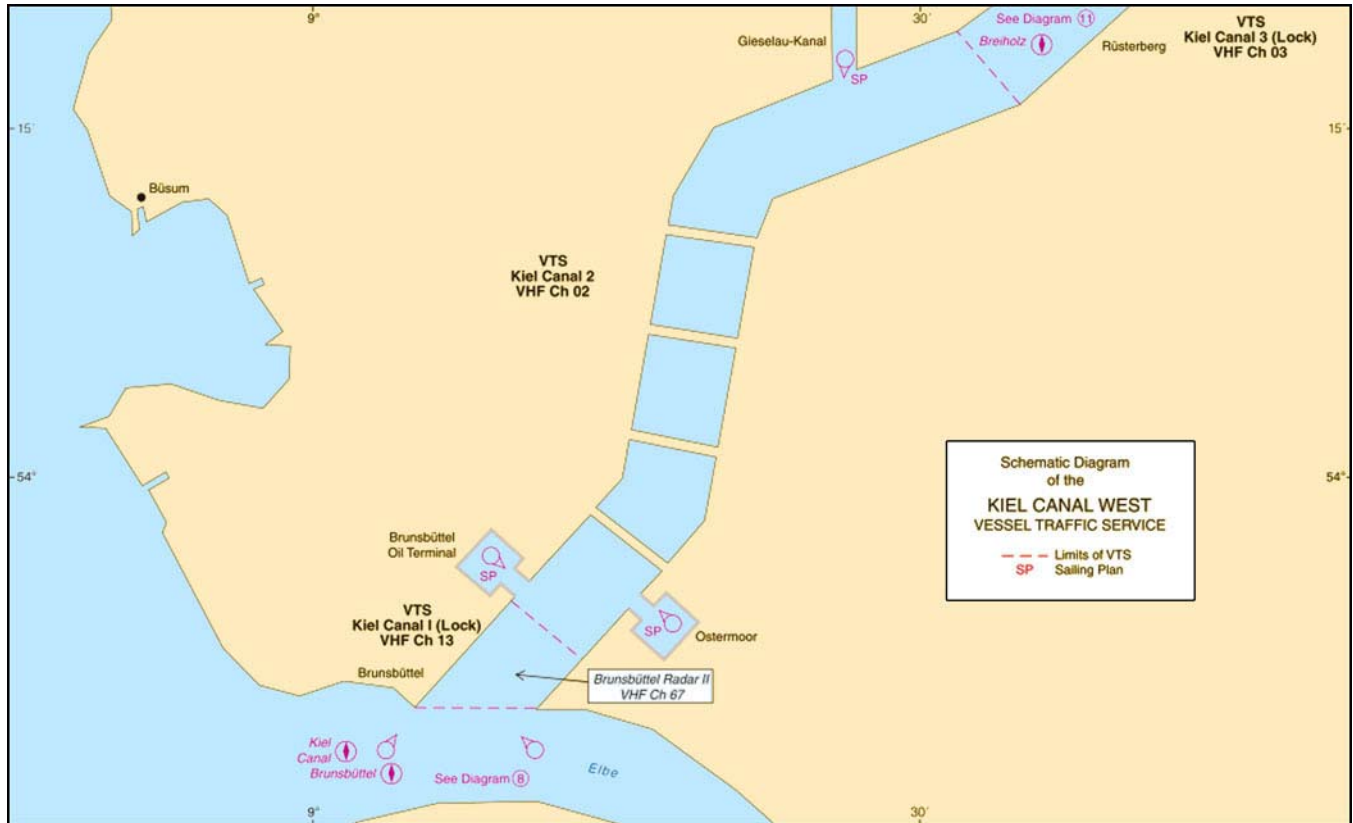 9°
30´
See Diagram 11
VTS
Kiel Canal 3 (Lock)
VHF Ch 03
Gieselau-Kanal
Breiholz
Rüsterberg
SP
15´
15´
Büsum
VTS
Kiel Canal 2
VHF Ch 02
54°
54°
Schematic Diagram
of the
KIEL CANAL WEST
VESSEL TRAFFIC SERVICE
Limits of VTS
SP Sailing Plan
Brunsbüttel
Oil Terminal
SP
VTS
Kiel Canal I (Lock)
VHF Ch 13
SP
Ostermoor
Brunsbüttel
Brunsbüttel Radar II
VHF Ch 67
Kiel
Canal
Brunsbüttel
See Diagram 8
Elbe
9°
30´